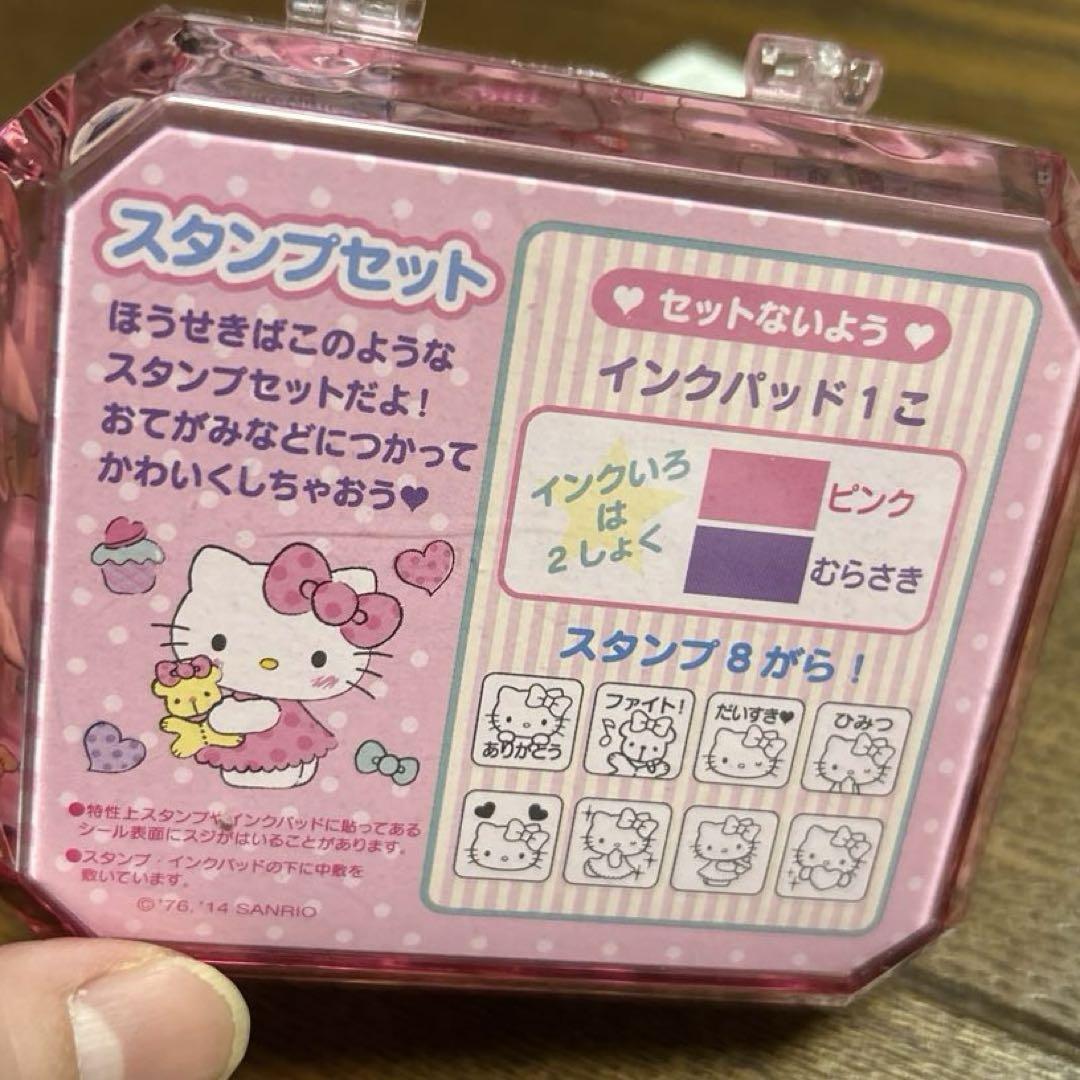 スタンプセット
ほうせきばこのような
スタンプセットだよ！
おてがみなどにつかって
かわいくしちゃおう♥
●特性上スタンプや インクパッドに貼ってある
シール表面にスジがはいることがあります。
●スタンプ・インクパッドの下に中敷を
敷いています。
©'76,'14 SANRIO
♥ セットないよう ♥
インクパッド1こ
インクいろ
は
2しょく
ピンク
むらさき
スタンプ8がら！
ありがとう
ファイト！
だいすき♥
ひみつ